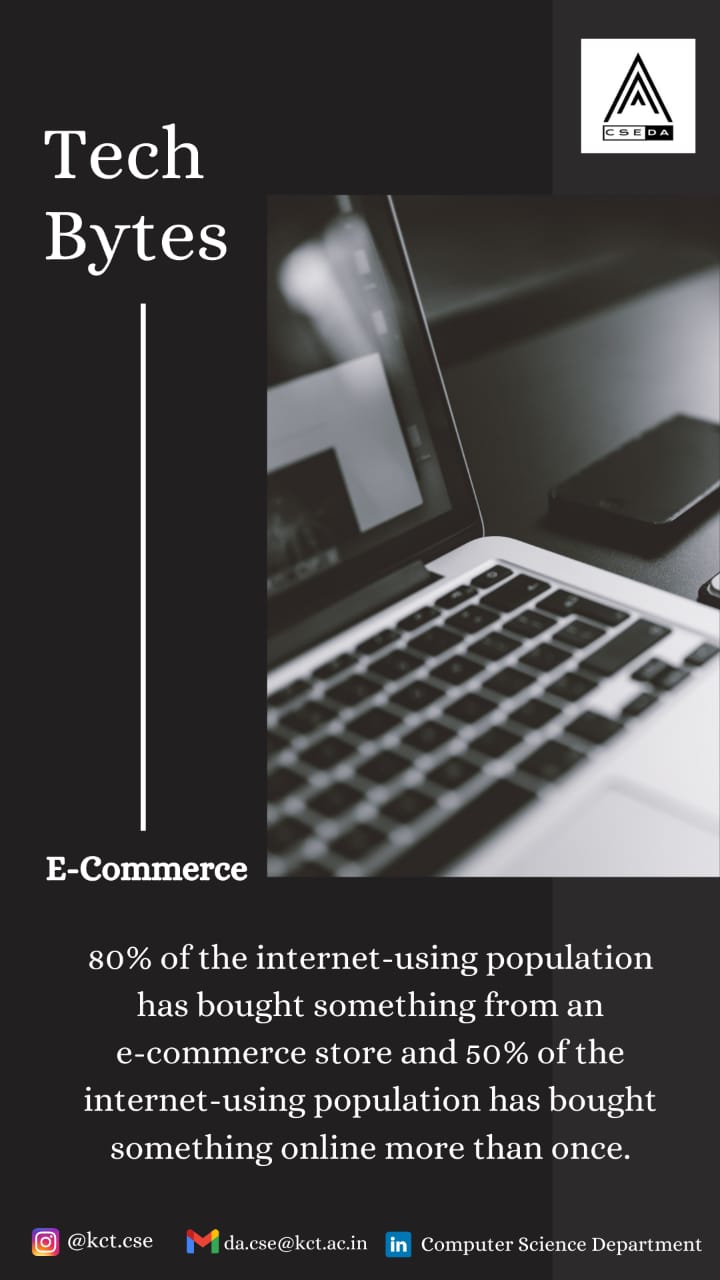 CSEDA
Tech
Bytes
E-Commerce
80% of the internet-using population
has bought something from an
e-commerce store and 50% of the
internet-using population has bought
something online more than once.
@kct.cse
da.cse@kct.ac.in
in
Computer Science Department